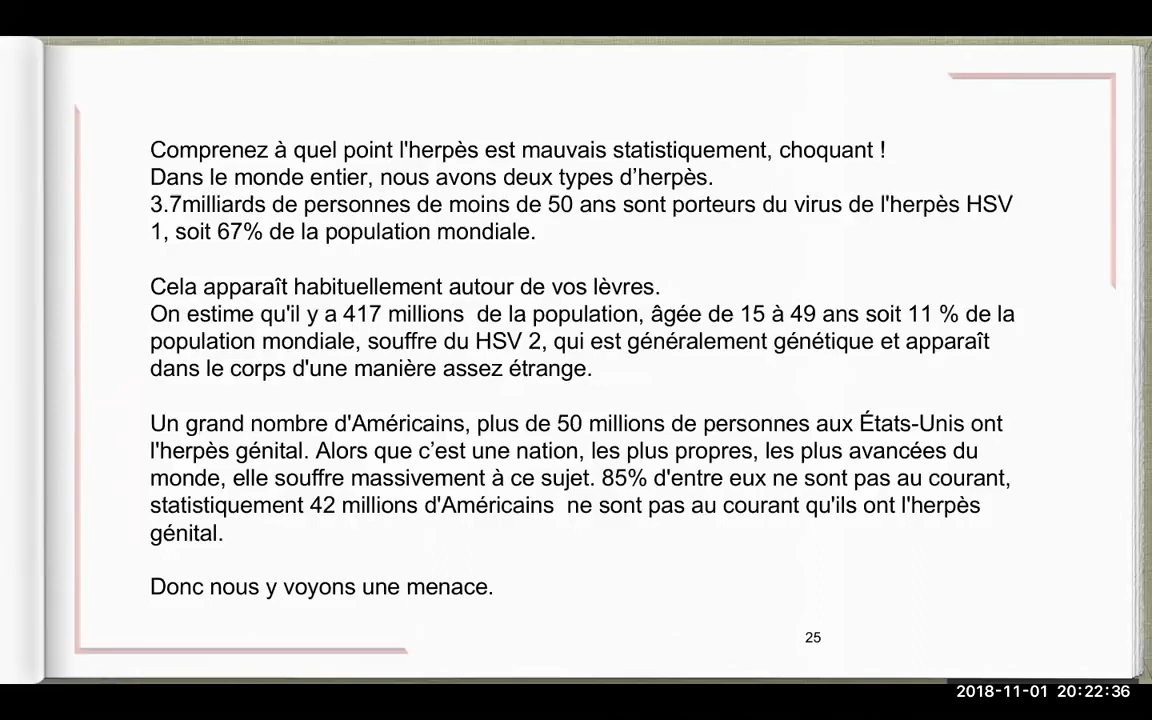 Comprenez à quel point l'herpès est mauvais statistiquement, choquant !
Dans le monde entier, nous avons deux types d’herpès.
3.7milliards de personnes de moins de 50 ans sont porteurs du virus de l'herpès HSV
1, soit 67% de la population mondiale.
Cela apparaît habituellement autour de vos lèvres.
On estime qu'il y a 417 millions  de la population, âgée de 15 à 49 ans soit 11 % de la
population mondiale, souffre du HSV 2, qui est généralement génétique et apparaît
dans le corps d'une manière assez étrange.
Un grand nombre d'Américains, plus de 50 millions de personnes aux États-Unis ont
l'herpès génital. Alors que c’est une nation, les plus propres, les plus avancées du
monde, elle souffre massivement à ce sujet. 85% d'entre eux ne sont pas au courant,
statistiquement 42 millions d'Américains  ne sont pas au courant qu'ils ont l'herpès
génital.
Donc nous y voyons une menace.
25
2018-11-01 20:22:36